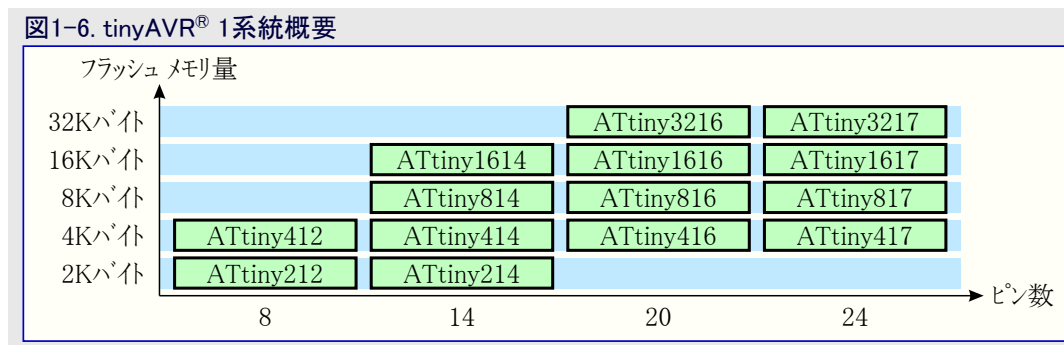 図1-6. tinyAVR® 1系統概要
フラッシュ メモリ量
32Kバイト ATtiny3216 ATtiny3217
16Kバイト ATtiny1614 ATtiny1616 ATtiny1617
8Kバイト ATtiny814 ATtiny816 ATtiny817
4Kバイト ATtiny412 ATtiny414 ATtiny416 ATtiny417
2Kバイト ATtiny212 ATtiny214
ピン数
8 14 20 24